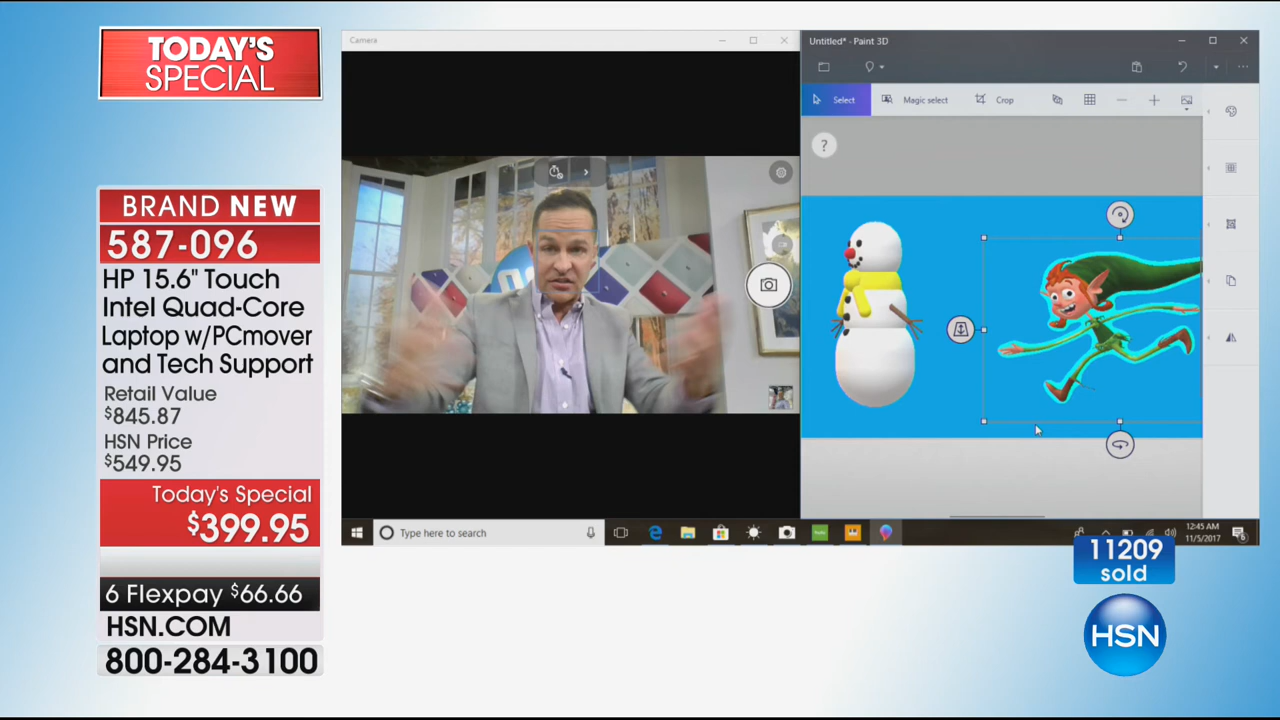 TODAY'S
SPECIAL
BRAND NEW
587-096
HP 15.6" Touch
Intel Quad-Core
Laptop w/PCmover
and Tech Support
Retail Value
$845.87
HSN Price
$549.95
Today's Special
$399.95
6 Flexpay $66.66
HSN.COM
800-284-3100
Camera
Untitled* - Paint 3D
Select
Magic select
Crop
?
Type here to search
12:45 AM
11/5/2017
11209
sold
HSN